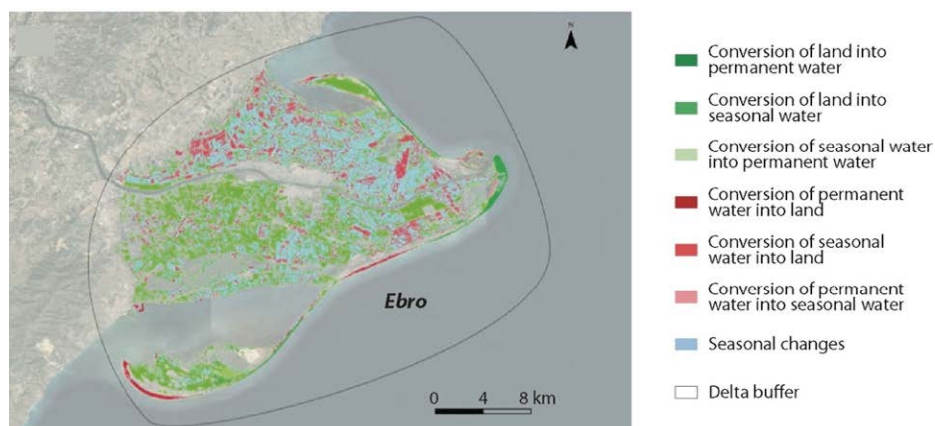 N
Conversion of land into
permanent water
Conversion of land into
seasonal water
Conversion of seasonal water
into permanent water
Conversion of permanent
water into land
Conversion of seasonal
water into land
Conversion of permanent
water into seasonal water
Seasonal changes
Delta buffer
Ebro
0 4 8 km